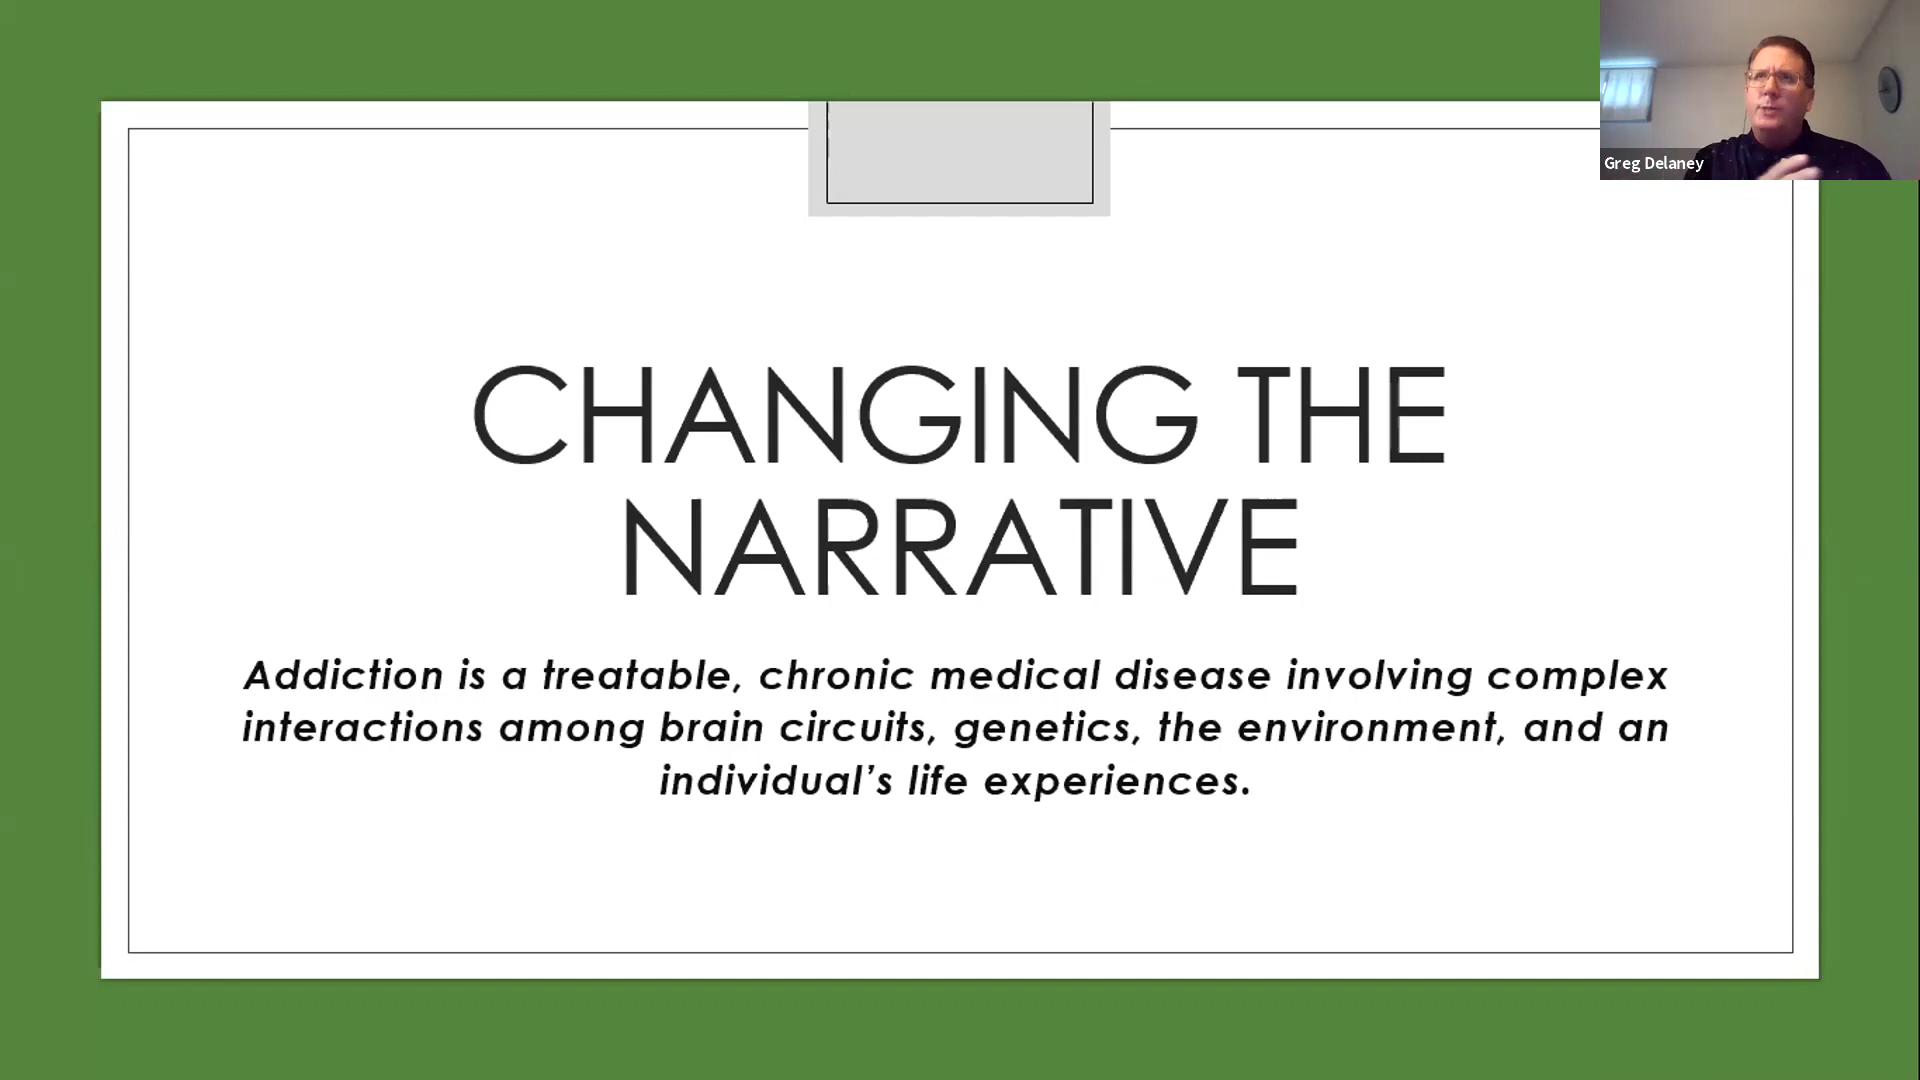 Greg Delaney
CHANGING THE
NARRATIVE
Addiction is a treatable, chronic medical disease involving complex
interactions among brain circuits, genetics, the environment, and an
individual’s life experiences.